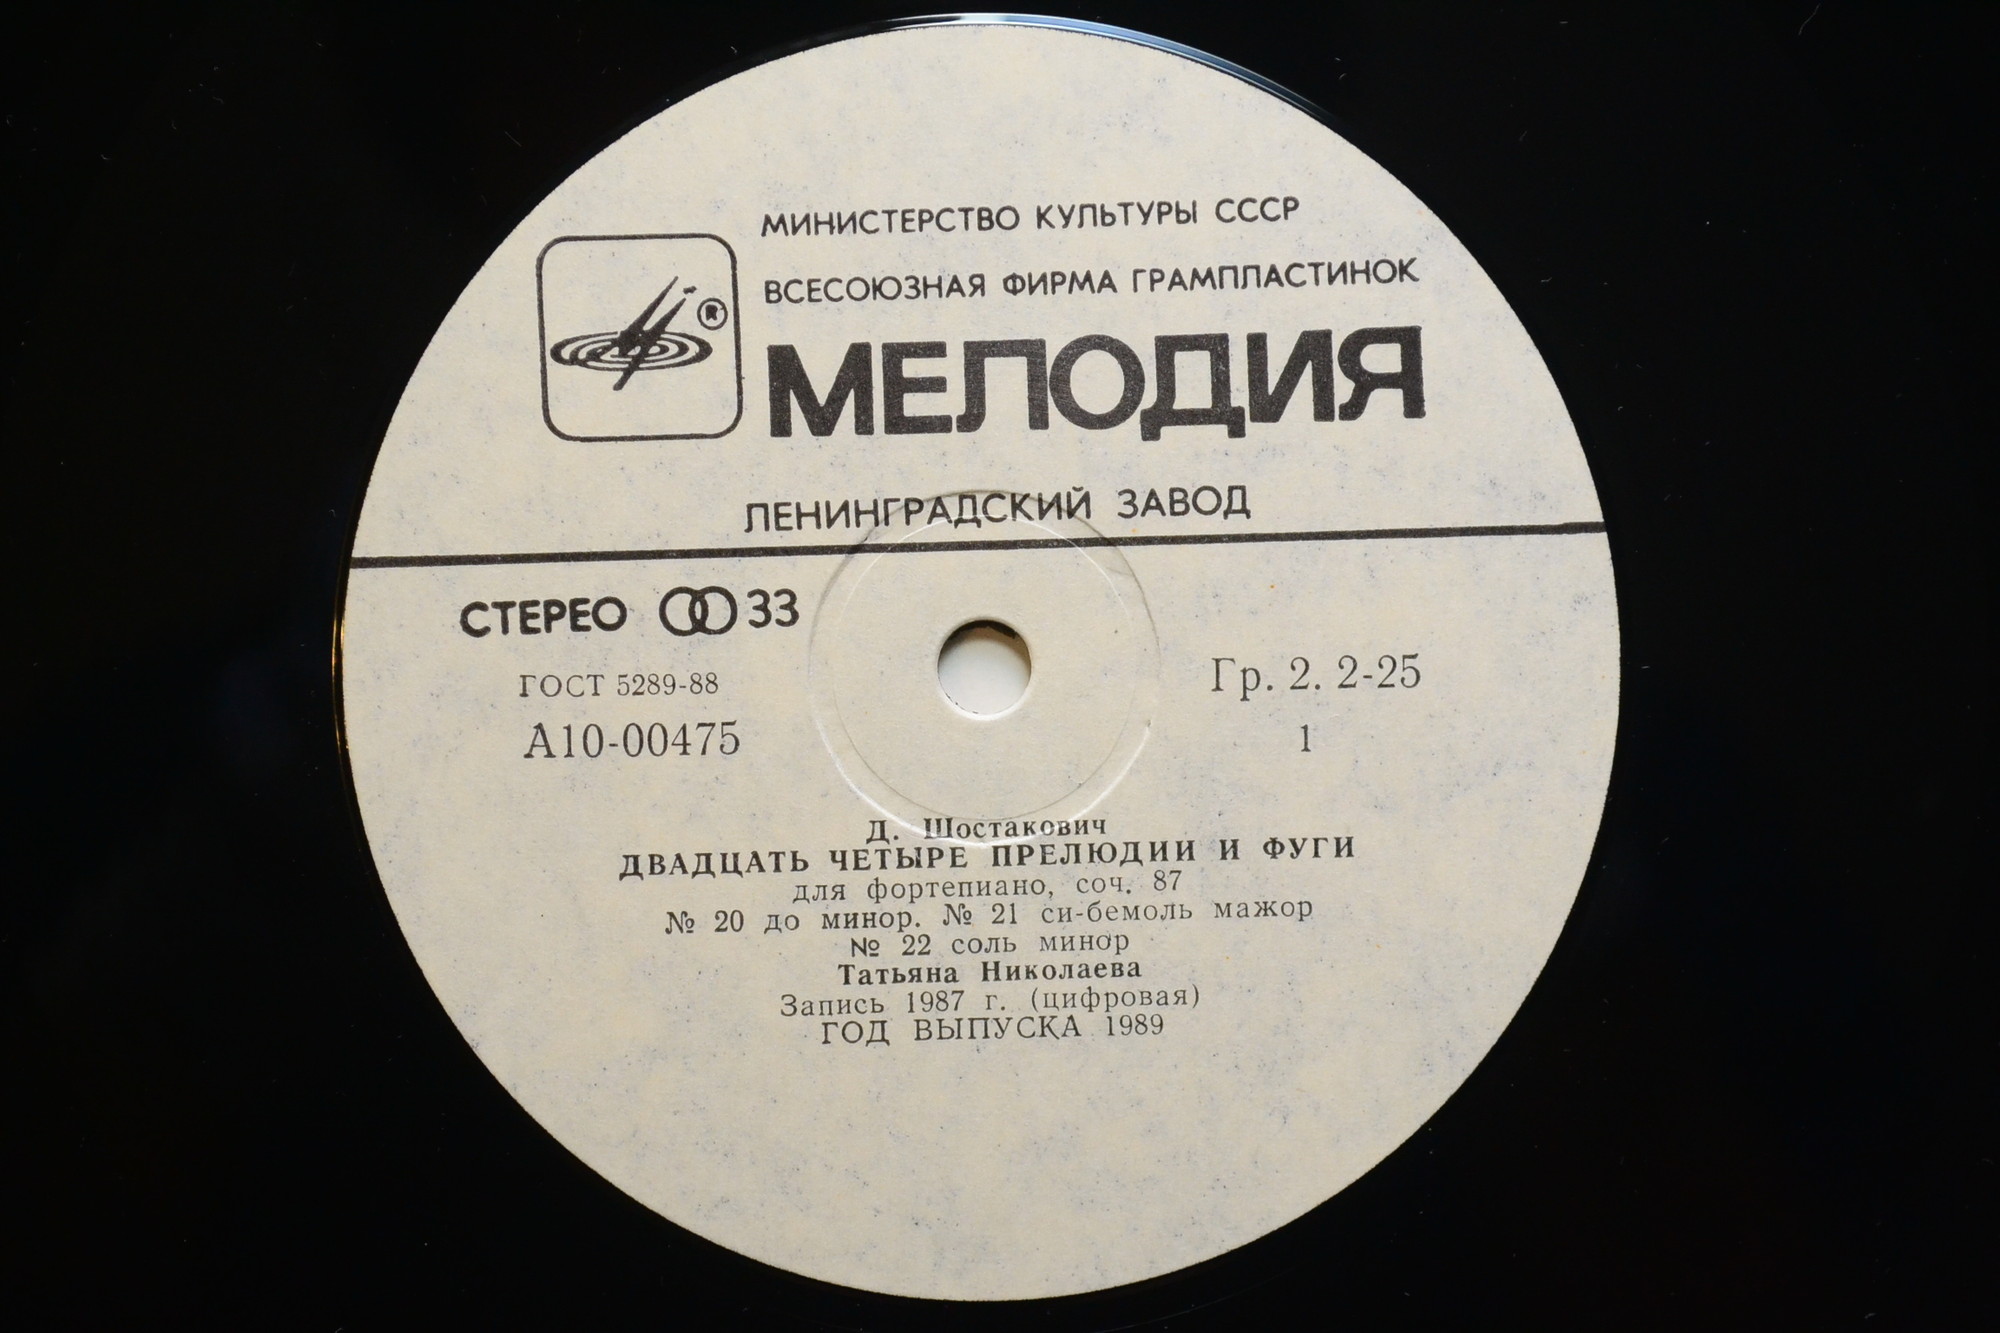 МИНИСТЕРСТВО КУЛЬТУРЫ СССР
ВСЕСОЮЗНАЯ ФИРМА ГРАМПЛАСТИНОК
®
МЕЛОДИЯ
ЛЕНИНГРАДСКИЙ ЗАВОД
СТЕРЕО 33
ГОСТ 5289-88
Гр. 2. 2-25
А10-00475
1
Д. Шостакович
ДВАДЦАТЬ ЧЕТЫРЕ ПРЕЛЮДИИ И ФУГИ
для фортепиано, соч. 87
№ 20 до минор. № 21 си-бемоль мажор
№ 22 соль минор
Татьяна Николаева
Запись 1987 г. (цифровая)
ГОД ВЫПУСКА 1989